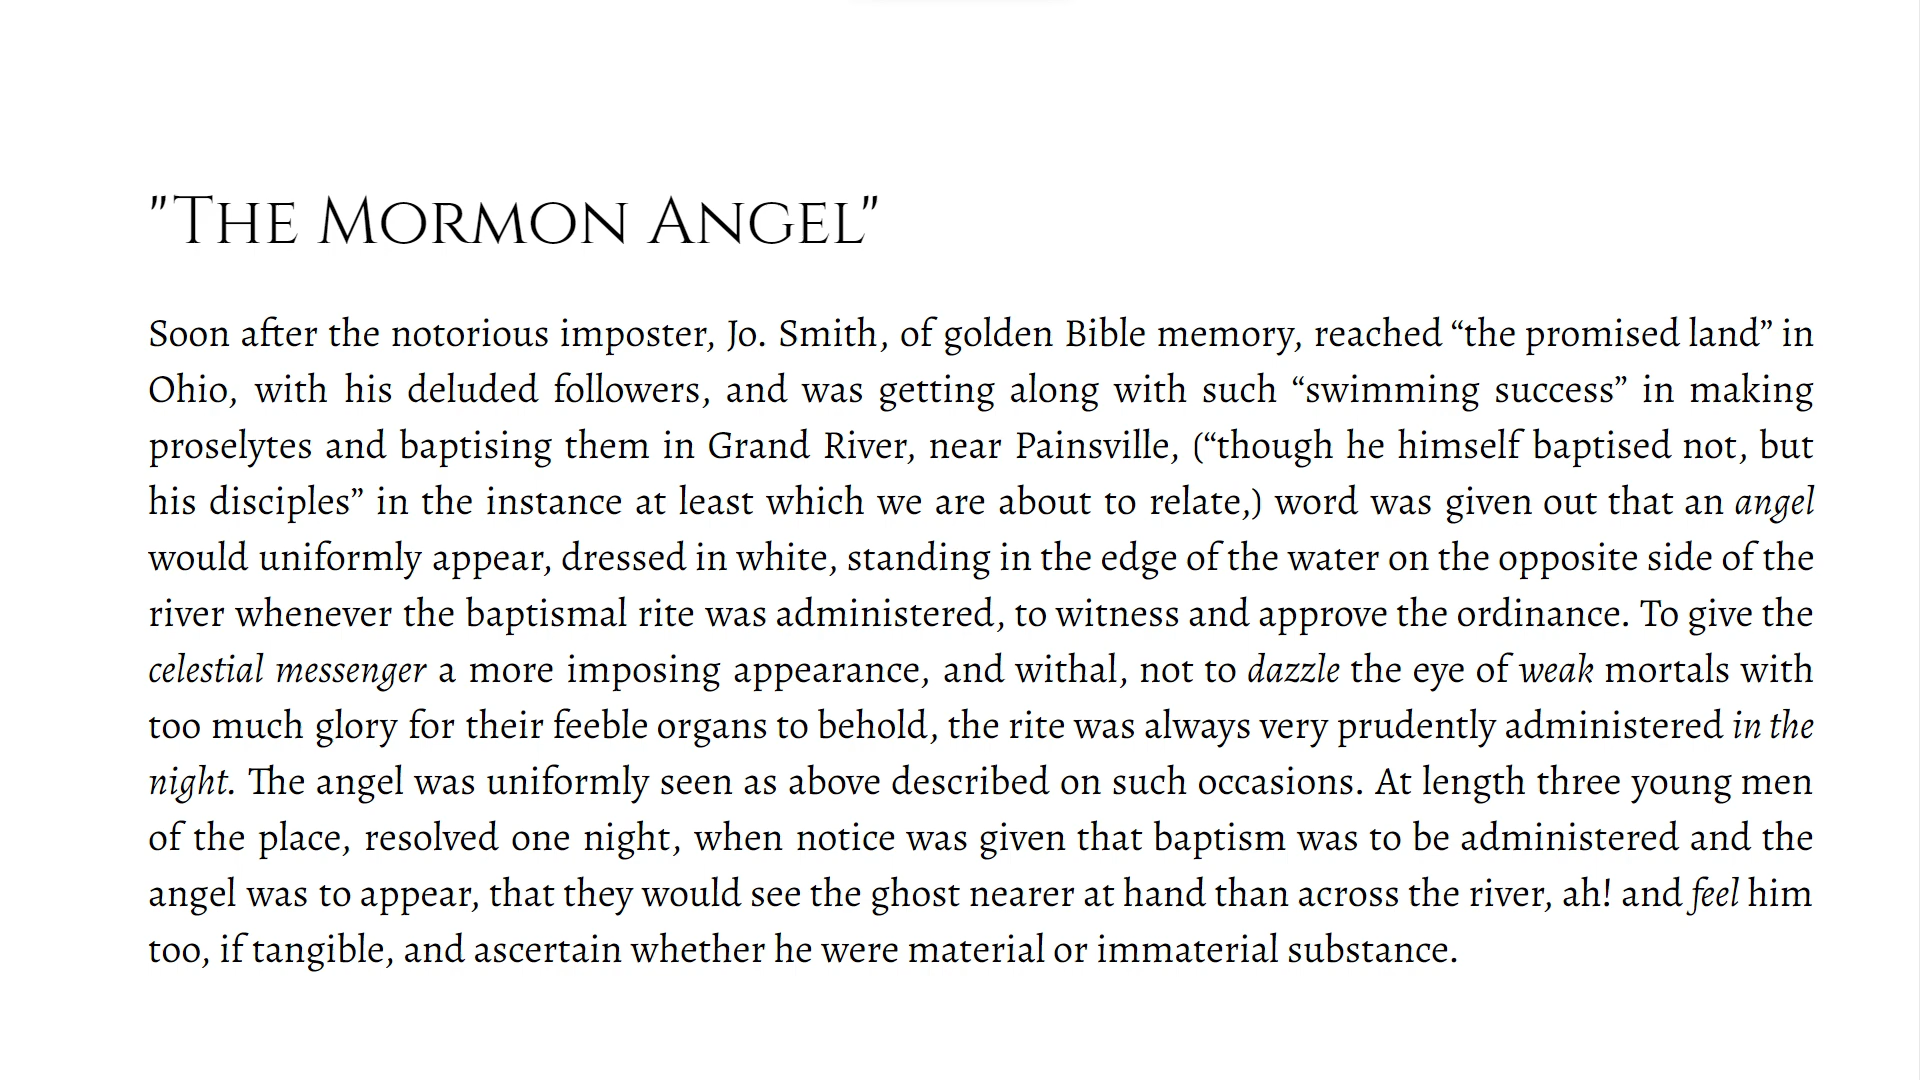 "The Mormon Angel"
Soon after the notorious imposter, Jo. Smith, of golden Bible memory, reached “the promised land” in
Ohio, with his deluded followers, and was getting along with such “swimming success” in making
proselytes and baptising them in Grand River, near Painsville, (“though he himself baptised not, but
his disciples” in the instance at least which we are about to relate,) word was given out that an angel
would uniformly appear, dressed in white, standing in the edge of the water on the opposite side of the
river whenever the baptismal rite was administered, to witness and approve the ordinance. To give the
celestial messenger a more imposing appearance, and withal, not to dazzle the eye of weak mortals with
too much glory for their feeble organs to behold, the rite was always very prudently administered in the
night. The angel was uniformly seen as above described on such occasions. At length three young men
of the place, resolved one night, when notice was given that baptism was to be administered and the
angel was to appear, that they would see the ghost nearer at hand than across the river, ah! and feel him
too, if tangible, and ascertain whether he were material or immaterial substance.